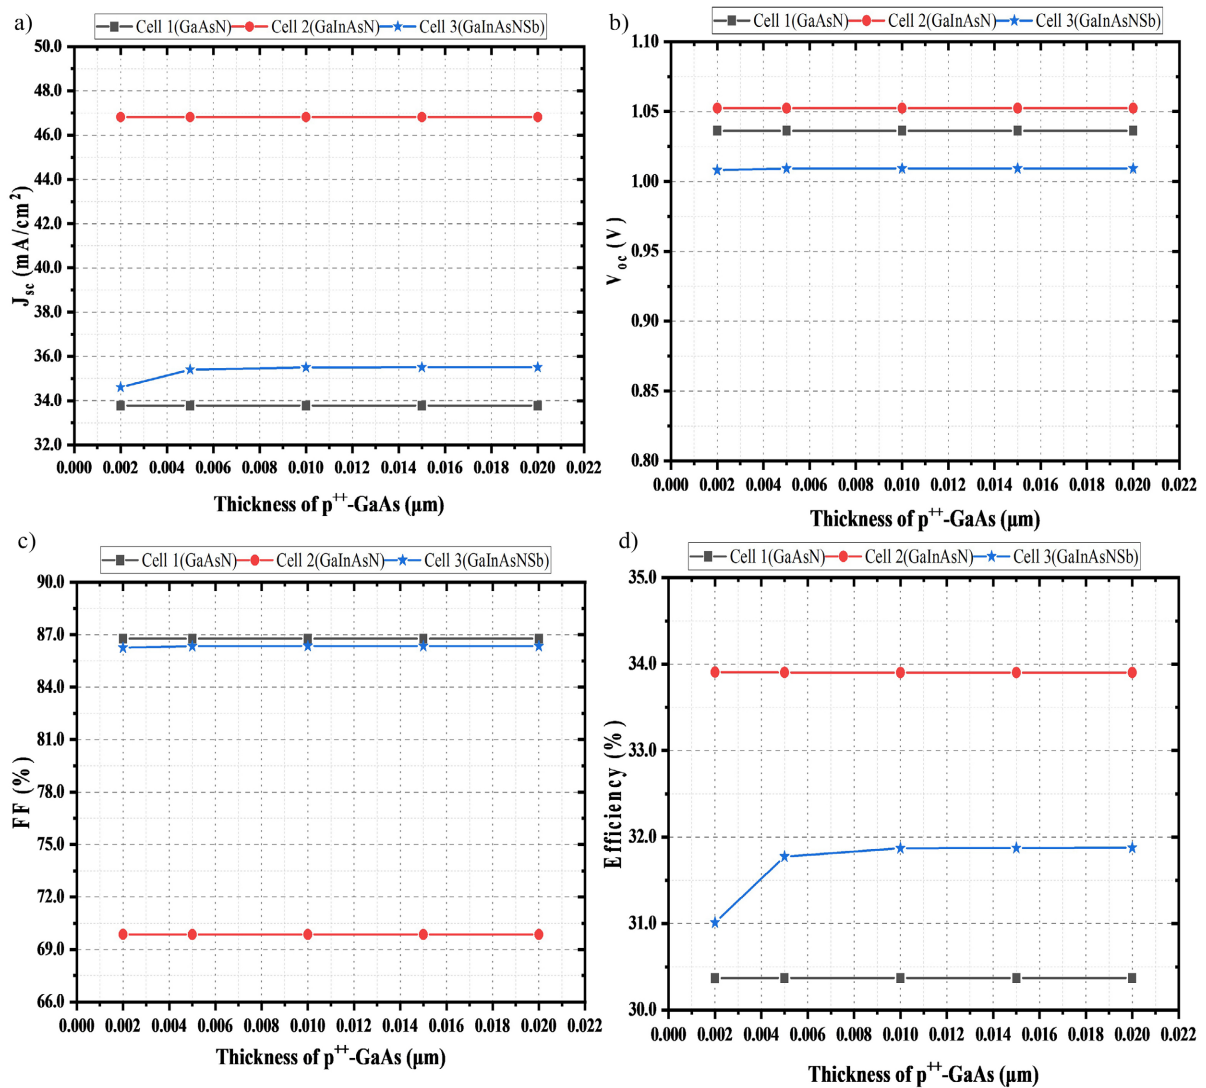 a)
Cell 1(GaAsN) Cell 2(GaInAsN) Cell 3(GaInAsNSb)
50.0
48.0
46.0
44.0
42.0
40.0
38.0
36.0
34.0
32.0
J_sc (mA/cm²)
0.000 0.002 0.004 0.006 0.008 0.010 0.012 0.014 0.016 0.018 0.020 0.022
Thickness of p⁺⁺-GaAs (μm)
b)
Cell 1(GaAsN) Cell 2(GaInAsN) Cell 3(GaInAsNSb)
1.10
1.05
1.00
0.95
0.90
0.85
0.80
V_oc (V)
0.000 0.002 0.004 0.006 0.008 0.010 0.012 0.014 0.016 0.018 0.020 0.022
Thickness of p⁺⁺-GaAs (μm)
c)
Cell 1(GaAsN) Cell 2(GaInAsN) Cell 3(GaInAsNSb)
90.0
87.0
84.0
81.0
78.0
75.0
72.0
69.0
66.0
FF (%)
0.000 0.002 0.004 0.006 0.008 0.010 0.012 0.014 0.016 0.018 0.020 0.022
Thickness of p⁺⁺-GaAs (μm)
d)
Cell 1(GaAsN) Cell 2(GaInAsN) Cell 3(GaInAsNSb)
35.0
34.0
33.0
32.0
31.0
30.0
Efficiency (%)
0.000 0.002 0.004 0.006 0.008 0.010 0.012 0.014 0.016 0.018 0.020 0.022
Thickness of p⁺⁺-GaAs (μm)